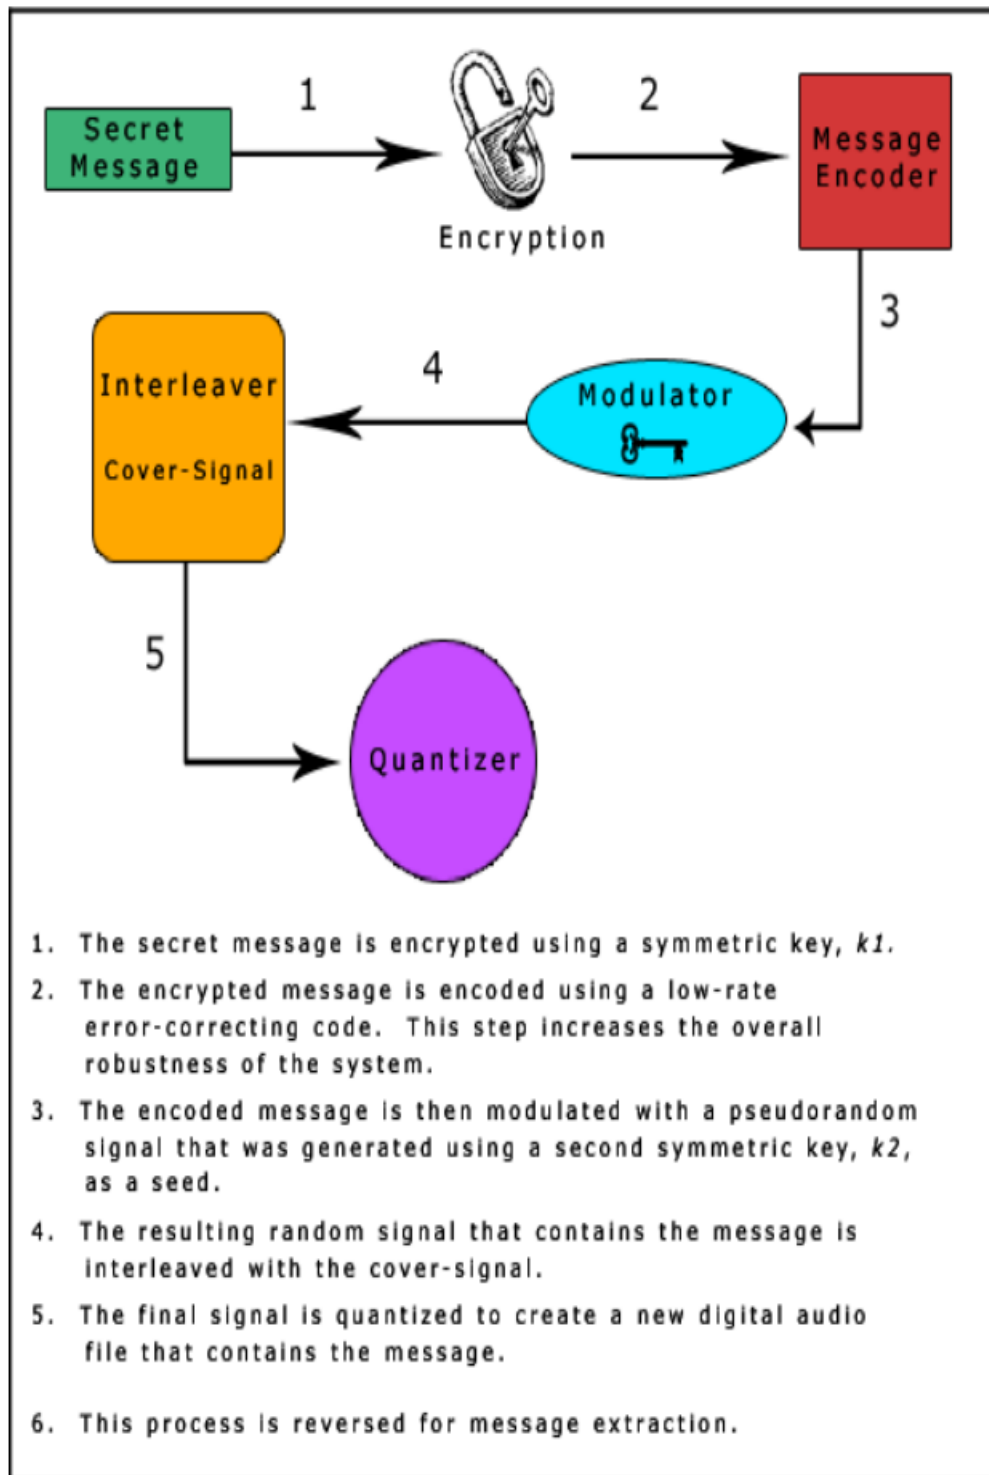 1
2
Secret
Message
Message
Encoder
Encryption
3
4
Interleaver
Modulator
Cover-Signal
5
Quantizer
1. The secret message is encrypted using a symmetric key, k1.
2. The encrypted message is encoded using a low-rate
error-correcting code. This step increases the overall
robustness of the system.
3. The encoded message is then modulated with a pseudorandom
signal that was generated using a second symmetric key, k2,
as a seed.
4. The resulting random signal that contains the message is
interleaved with the cover-signal.
5. The final signal is quantized to create a new digital audio
file that contains the message.
6. This process is reversed for message extraction.